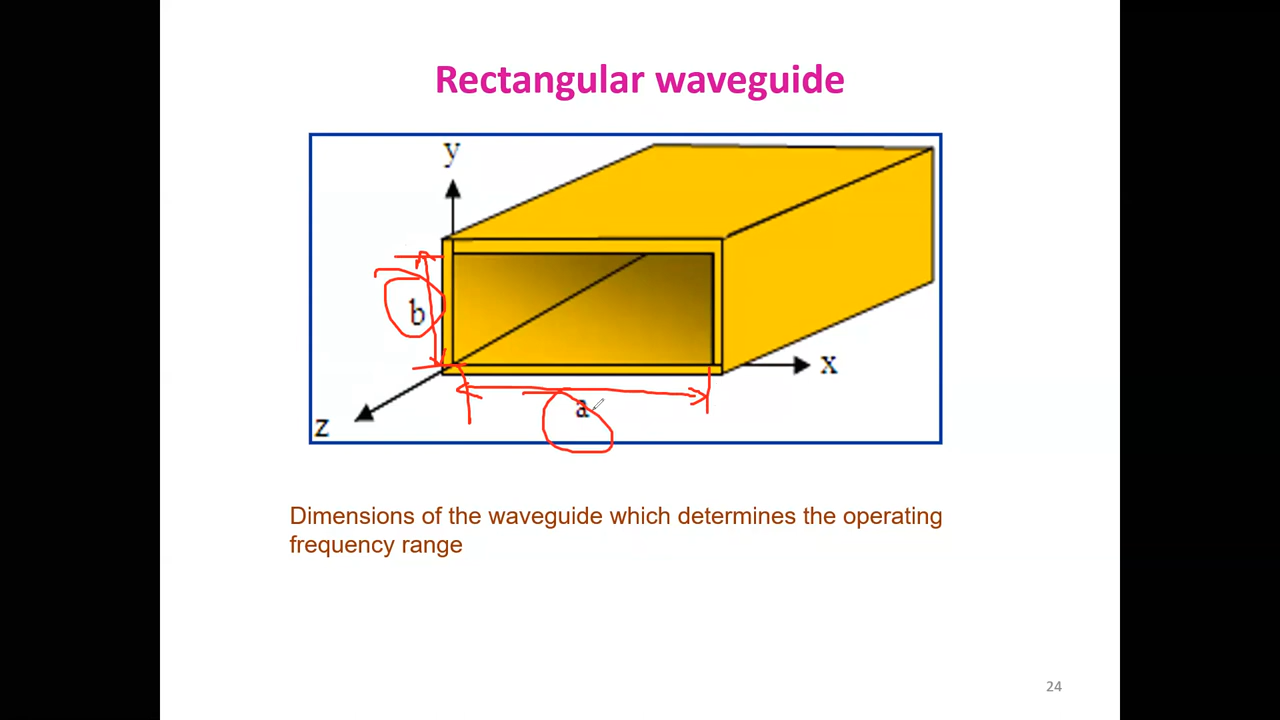 Rectangular waveguide
y
b
x
a
z
Dimensions of the waveguide which determines the operating
frequency range
24